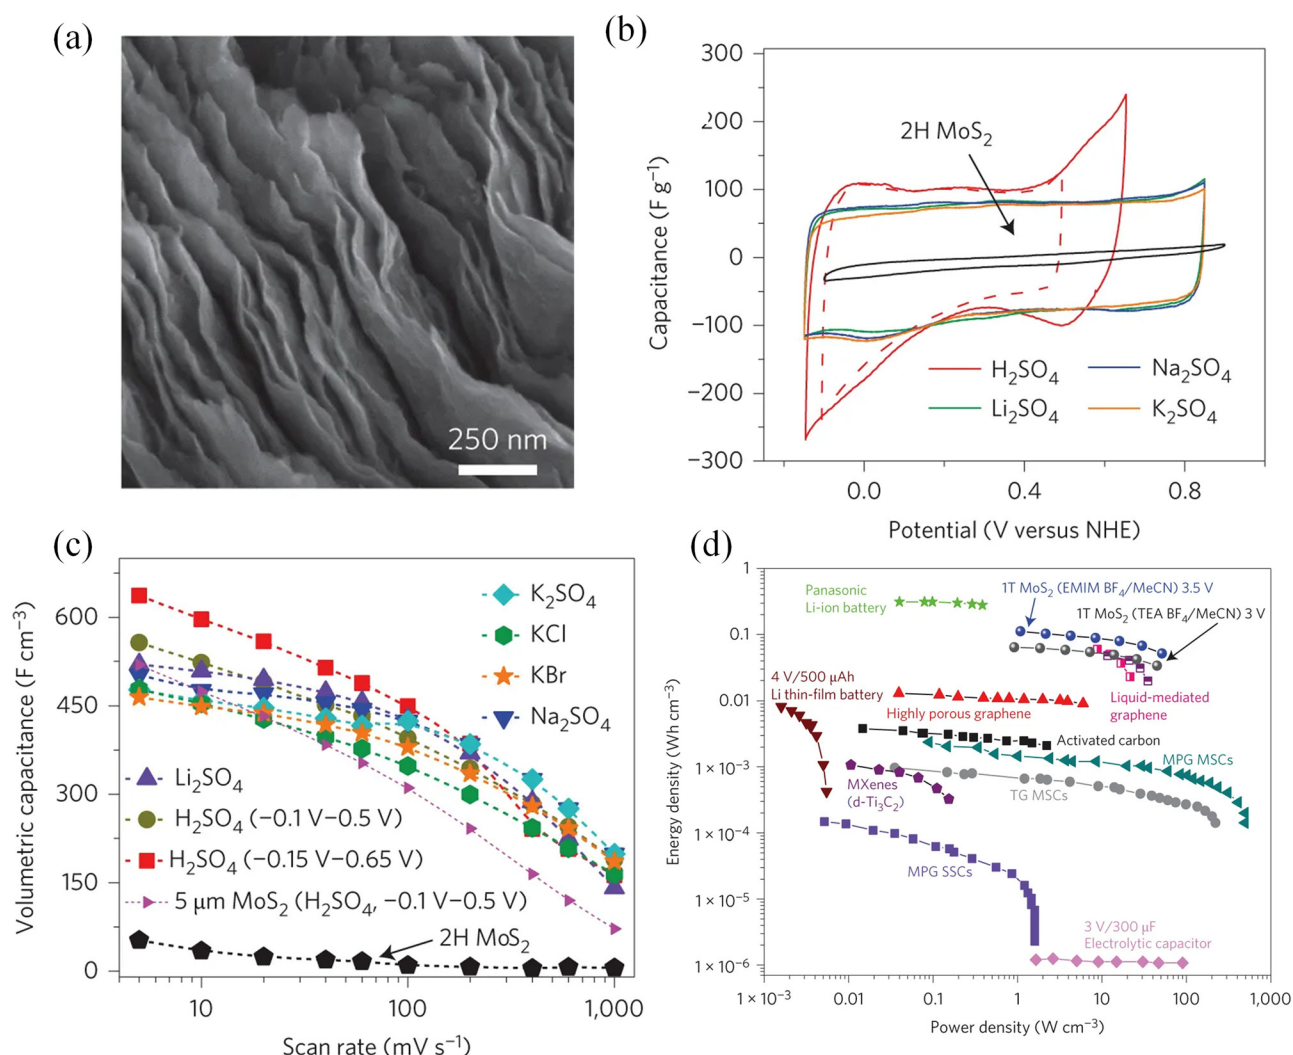 (a)
250 nm
(b)
300
200
100
0
−100
−200
−300
Capacitance (F g⁻¹)
2H MoS₂
H₂SO₄
Na₂SO₄
Li₂SO₄
K₂SO₄
0.0
0.4
0.8
Potential (V versus NHE)
(c)
600
450
300
150
0
Volumetric capacitance (F cm⁻³)
K₂SO₄
KCl
KBr
Na₂SO₄
Li₂SO₄
H₂SO₄ (−0.1 V−0.5 V)
H₂SO₄ (−0.15 V−0.65 V)
5 μm MoS₂ (H₂SO₄, −0.1 V−0.5 V)
2H MoS₂
10
100
1,000
Scan rate (mV s⁻¹)
(d)
1
0.1
0.01
1 × 10⁻³
1 × 10⁻⁴
1 × 10⁻⁵
1 × 10⁻⁶
Energy density (Wh cm⁻³)
Panasonic
Li-ion battery
1T MoS₂ (EMIM BF₄/MeCN) 3.5 V
1T MoS₂ (TEA BF₄/MeCN) 3 V
4 V/500 μAh
Li thin-film battery
Highly porous graphene
Liquid-mediated
graphene
Activated carbon
MPG MSCs
MXenes
(d-Ti₃C₂)
TG MSCs
MPG SSCs
3 V/300 μF
Electrolytic capacitor
1 × 10⁻³
0.01
0.1
1
10
100
1,000
Power density (W cm⁻³)